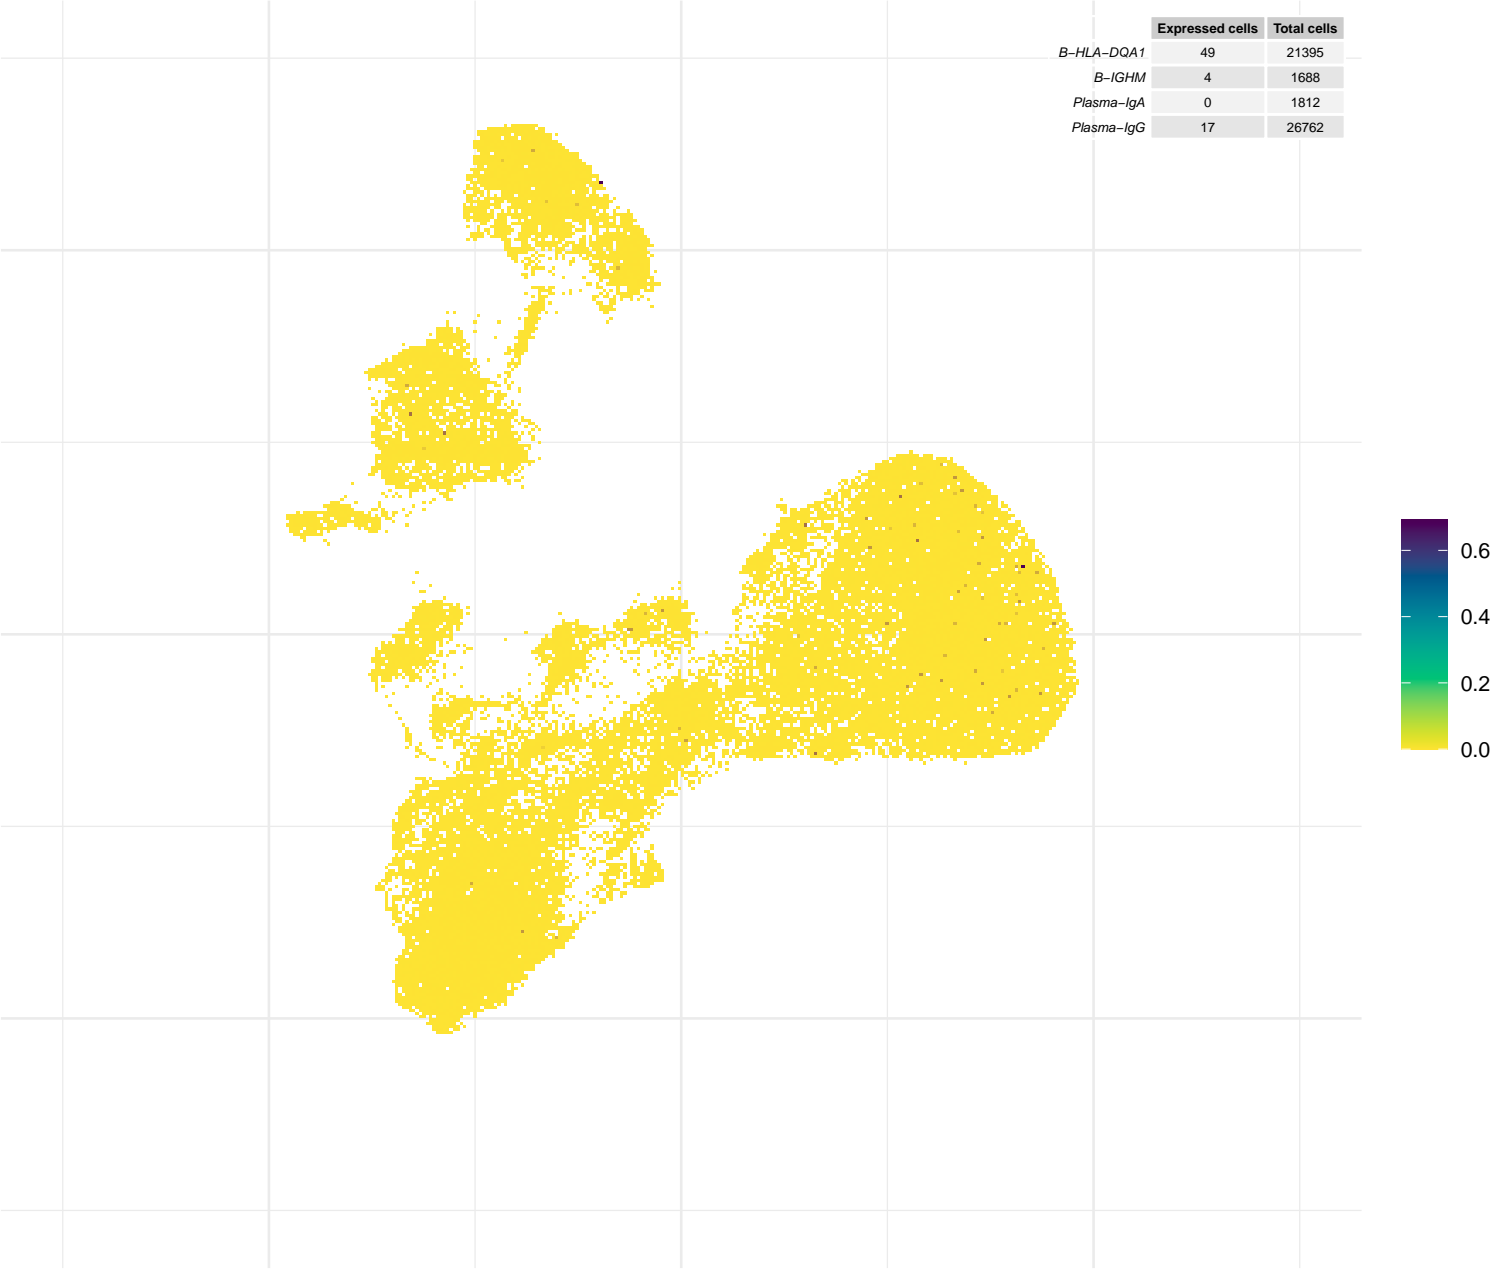 Expressed cells Total cells
B−HLA−DQA1 49 21395
B−IGHM 4 1688
Plasma−IgA 0 1812
Plasma−IgG 17 26762
0.6
0.4
0.2
0.0